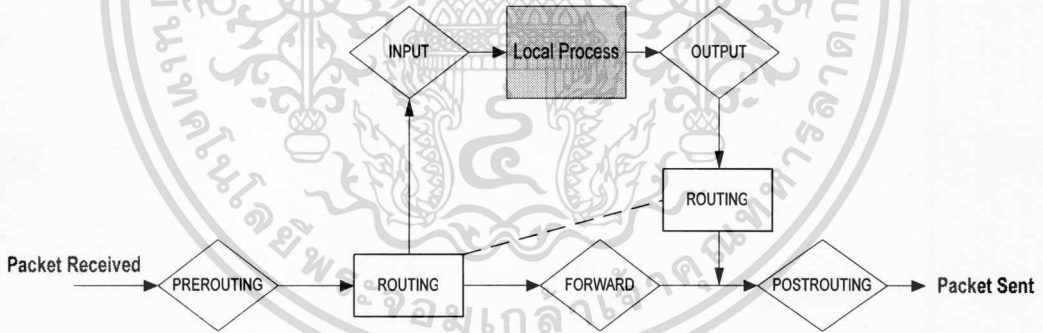 INPUT
Local Process
OUTPUT
ROUTING
Packet Received
PREROUTING
ROUTING
FORWARD
POSTROUTING
Packet Sent